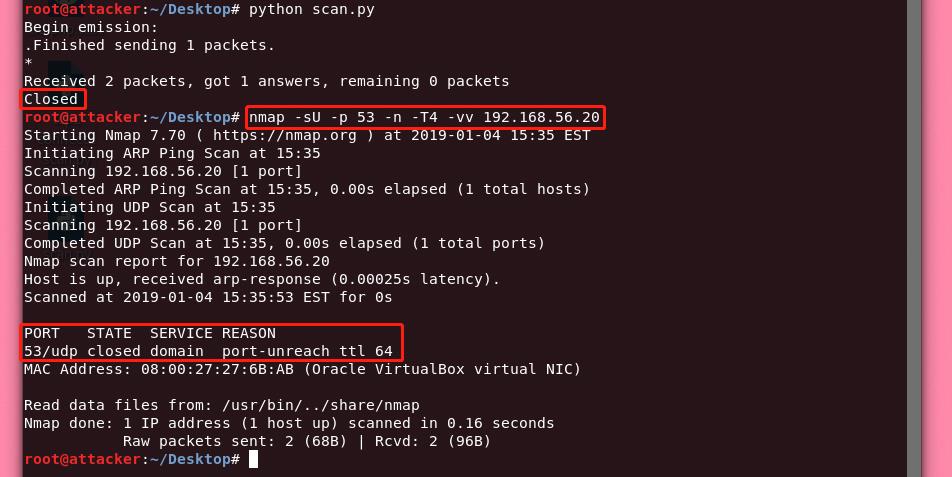 root@attacker:~/Desktop# python scan.py
Begin emission:
.Finished sending 1 packets.
*
Received 2 packets, got 1 answers, remaining 0 packets
Closed
root@attacker:~/Desktop# nmap -sU -p 53 -n -T4 -vv 192.168.56.20
Starting Nmap 7.70 ( https://nmap.org ) at 2019-01-04 15:35 EST
Initiating ARP Ping Scan at 15:35
Scanning 192.168.56.20 [1 port]
Completed ARP Ping Scan at 15:35, 0.00s elapsed (1 total hosts)
Initiating UDP Scan at 15:35
Scanning 192.168.56.20 [1 port]
Completed UDP Scan at 15:35, 0.00s elapsed (1 total ports)
Nmap scan report for 192.168.56.20
Host is up, received arp-response (0.00025s latency).
Scanned at 2019-01-04 15:35:53 EST for 0s
PORT   STATE  SERVICE REASON
53/udp closed domain  port-unreach ttl 64
MAC Address: 08:00:27:27:6B:AB (Oracle VirtualBox virtual NIC)
Read data files from: /usr/bin/../share/nmap
Nmap done: 1 IP address (1 host up) scanned in 0.16 seconds
           Raw packets sent: 2 (68B) | Rcvd: 2 (96B)
root@attacker:~/Desktop#